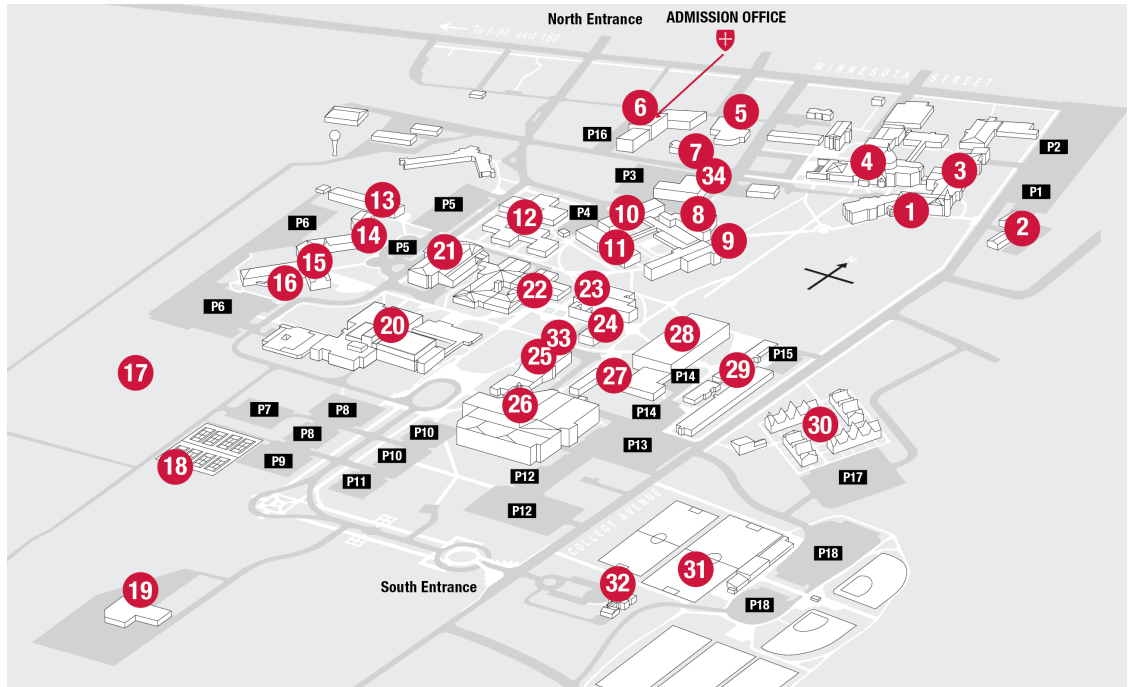 North Entrance
ADMISSION OFFICE
To I-94, exit 160
MINNESOTA STREET
6
5
P16
7
4
3
P2
P3
34
P1
13
P5
12
P4
10
8
1
2
P6
14
P5
21
11
9
15
16
22
23
P6
20
33
24
28
25
P15
17
27
P14
29
26
P14
P7
P8
P10
30
P8
P13
18
P9
P10
P11
P12
P17
P12
COLLEGE AVENUE
P18
31
South Entrance
32
19
P18